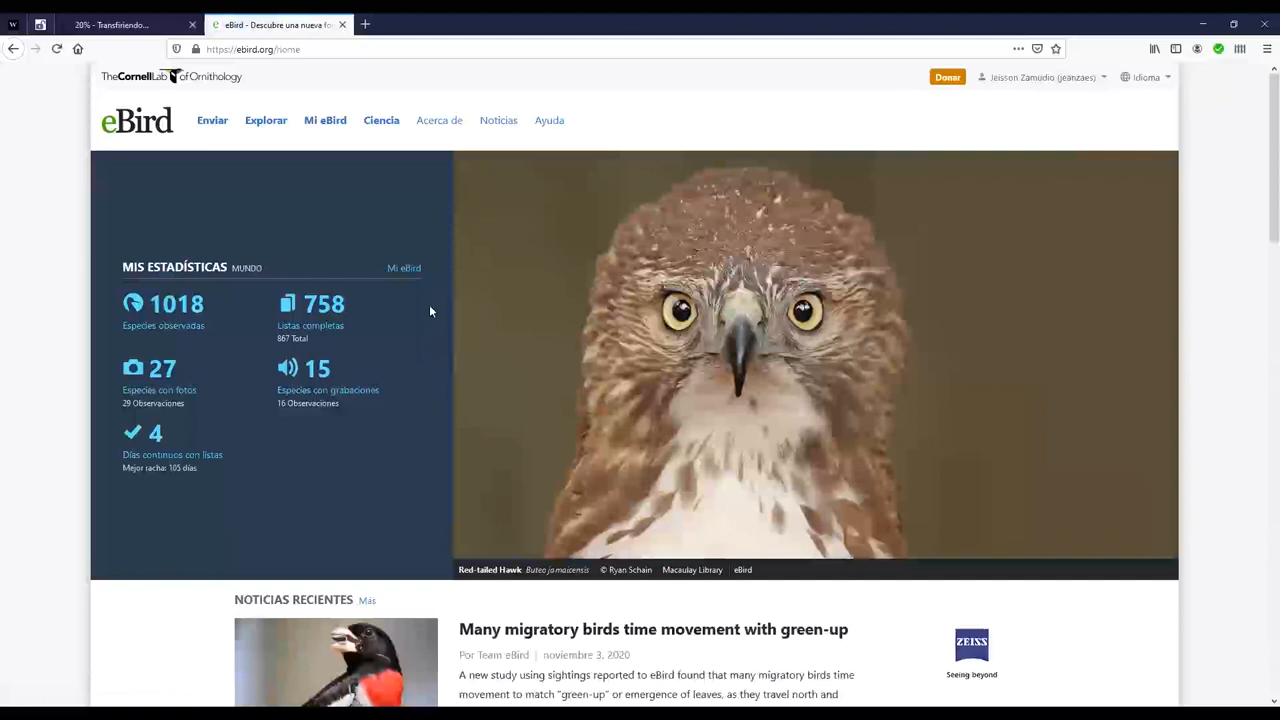 20% - Transfiriendo...
eBird - Descubre una nueva fo
https://ebird.org/home
TheCornellLab of Ornithology
Donar
Jeisson Zamudio (jeanzaes)
Idioma
eBird
Enviar
Explorar
Mi eBird
Ciencia
Acerca de
Noticias
Ayuda
MIS ESTADÍSTICAS MUNDO
Mi eBird
1018
Especies observadas
758
Listas completas
867 Total
27
Especies con fotos
29 Observaciones
15
Especies con grabaciones
16 Observaciones
4
Días continuos con listas
Mejor racha: 105 días
Red-tailed Hawk Buteo jamaicensis © Ryan Schain Macaulay Library eBird
NOTICIAS RECIENTES Más
Many migratory birds time movement with green-up
Por Team eBird | noviembre 3, 2020
A new study using sightings reported to eBird found that many migratory birds time
movement to match "green-up" or emergence of leaves, as they travel north and
ZEISS
Seeing beyond